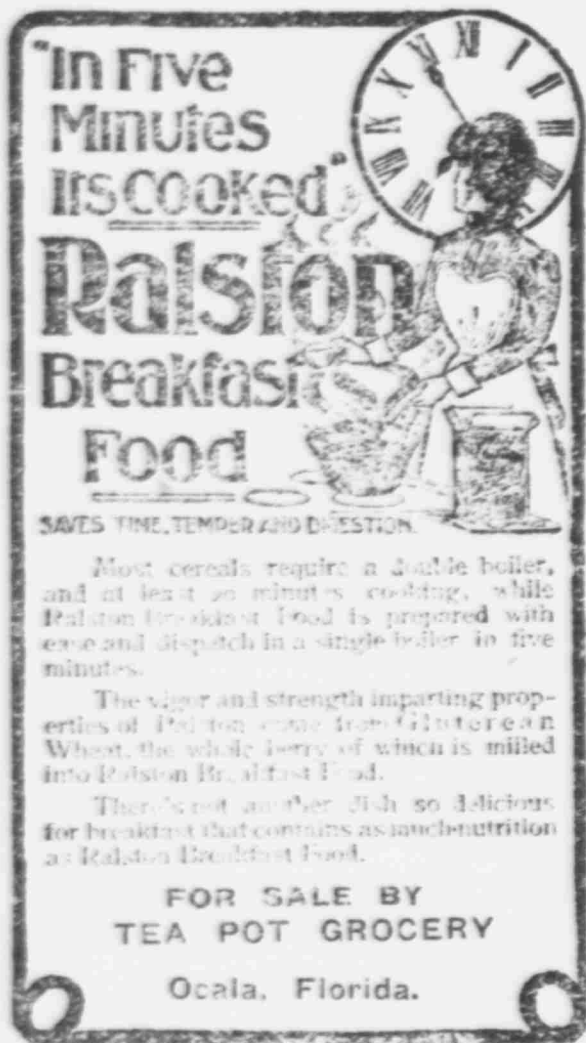 "In Five
Minutes
Its Cooked"
Ralston
Breakfast
Food
SAVES TIME, TEMPER AND DIGESTION.
Most cereals require a double boiler,
and at least 20 minutes cooking, while
Ralston Breakfast Food is prepared with
ease and dispatch in a single boiler in five
minutes.
The vigor and strength imparting prop-
erties of Ralston come from
Wheat, the whole berry of which is milled
into Ralston Breakfast Food.
There's not another dish so delicious
for breakfast that contains as much nutrition
as Ralston Breakfast Food.
FOR SALE BY
TEA POT GROCERY
Ocala, Florida.